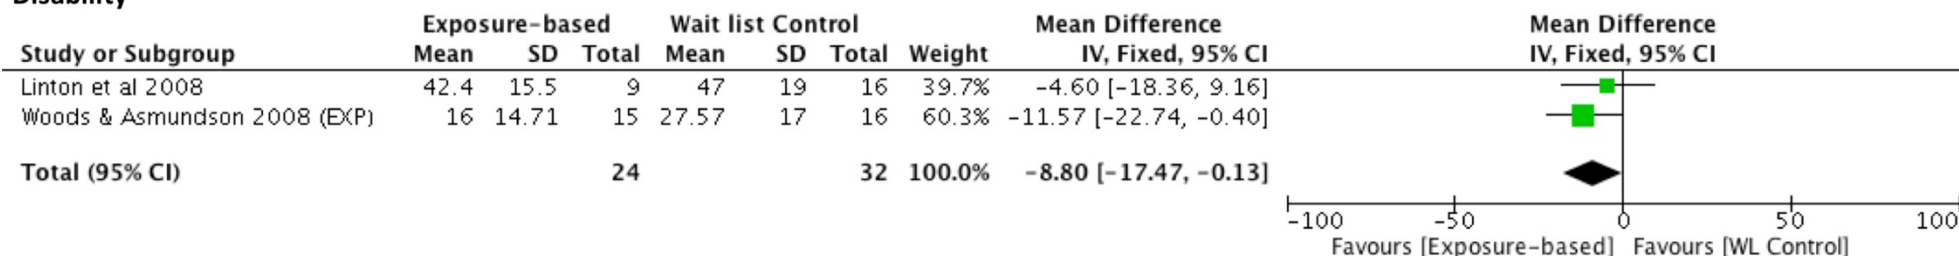 Disability
Exposure-based Wait list Control Mean Difference Mean Difference
Study or Subgroup Mean SD Total Mean SD Total Weight IV, Fixed, 95% CI IV, Fixed, 95% CI
Linton et al 2008 42.4 15.5 9 47 19 16 39.7% -4.60 [-18.36, 9.16]
Woods & Asmundson 2008 (EXP) 16 14.71 15 27.57 17 16 60.3% -11.57 [-22.74, -0.40]
Total (95% CI) 24 32 100.0% -8.80 [-17.47, -0.13]
-100 -50 0 50 100
Favours [Exposure-based] Favours [WL Control]